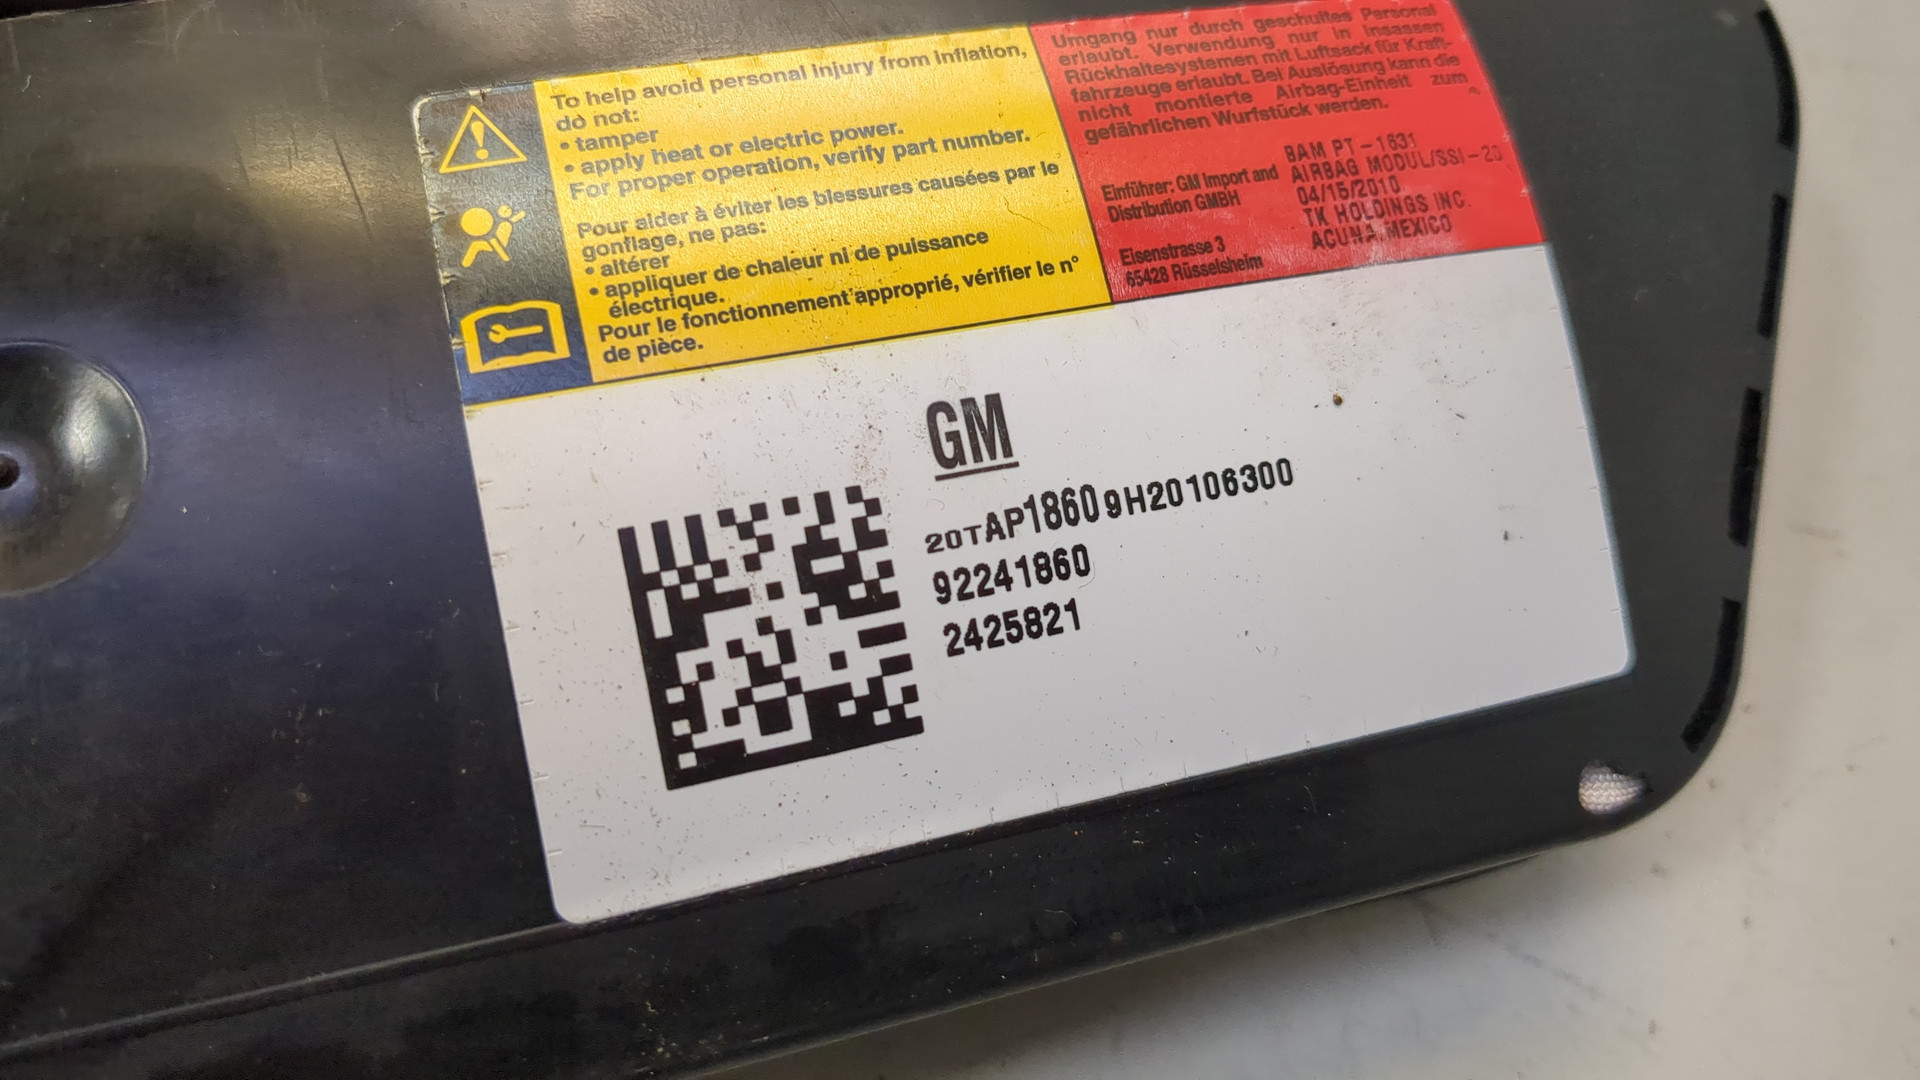 To help avoid personal injury from inflation,
do not:
• tamper
• apply heat or electric power.
For proper operation, verify part number.
Pour aider à éviter les blessures causées par le
gonflage, ne pas:
• altérer
• appliquer de chaleur ni de puissance
électrique.
Pour le fonctionnement approprié, vérifier le n°
de pièce.
Umgang nur durch geschultes Personal
erlaubt. Verwendung nur in Insassen
Rückhaltesystemen mit Luftsack für Kraft-
fahrzeuge erlaubt. Bei Auslösung kann die
nicht montierte Airbag-Einheit zum
gefährlichen Wurfstück werden.
Einführer: GM Import and
Distribution GMBH
Eisenstrasse 3
65428 Rüsselsheim
BAM PT-1631
AIRBAG MODUL/SSI-20
04/15/2010
TK HOLDINGS INC.
ACUNA MEXICO
GM
20TAP18609H20106300
92241860
2425821